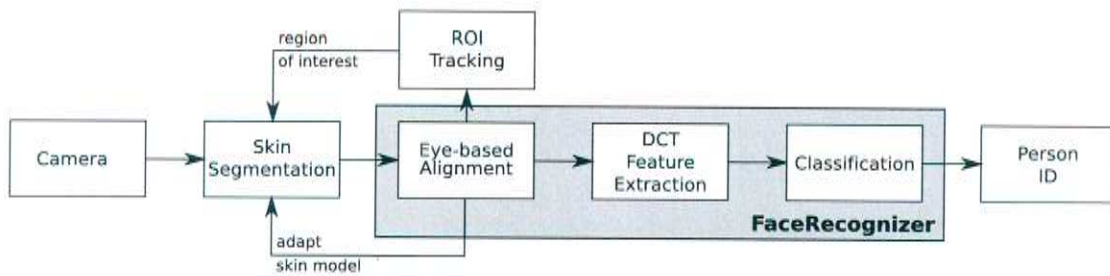 region
of interest
ROI
Tracking
Camera
Skin
Segmentation
Eye-based
Alignment
DCT
Feature
Extraction
Classification
Person
ID
FaceRecognizer
adapt
skin model